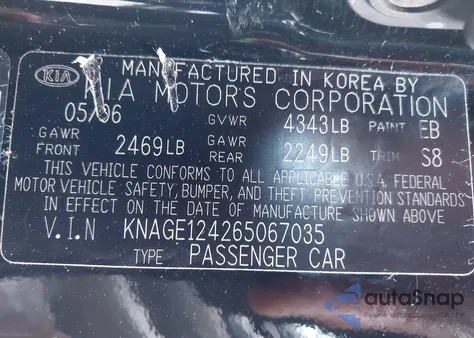 KIA MANUFACTURED IN KOREA BY
KIA MOTORS CORPORATION
05/06 GVWR 4343LB PAINT EB
GAWR FRONT 2469LB GAWR REAR 2249LB TRIM S8
THIS VEHICLE CONFORMS TO ALL APPLICABLE U.S.A. FEDERAL
MOTOR VEHICLE SAFETY, BUMPER, AND THEFT PREVENTION STANDARDS
IN EFFECT ON THE DATE OF MANUFACTURE SHOWN ABOVE
V.I.N KNAGE124265067035
TYPE PASSENGER CAR
autoSnap